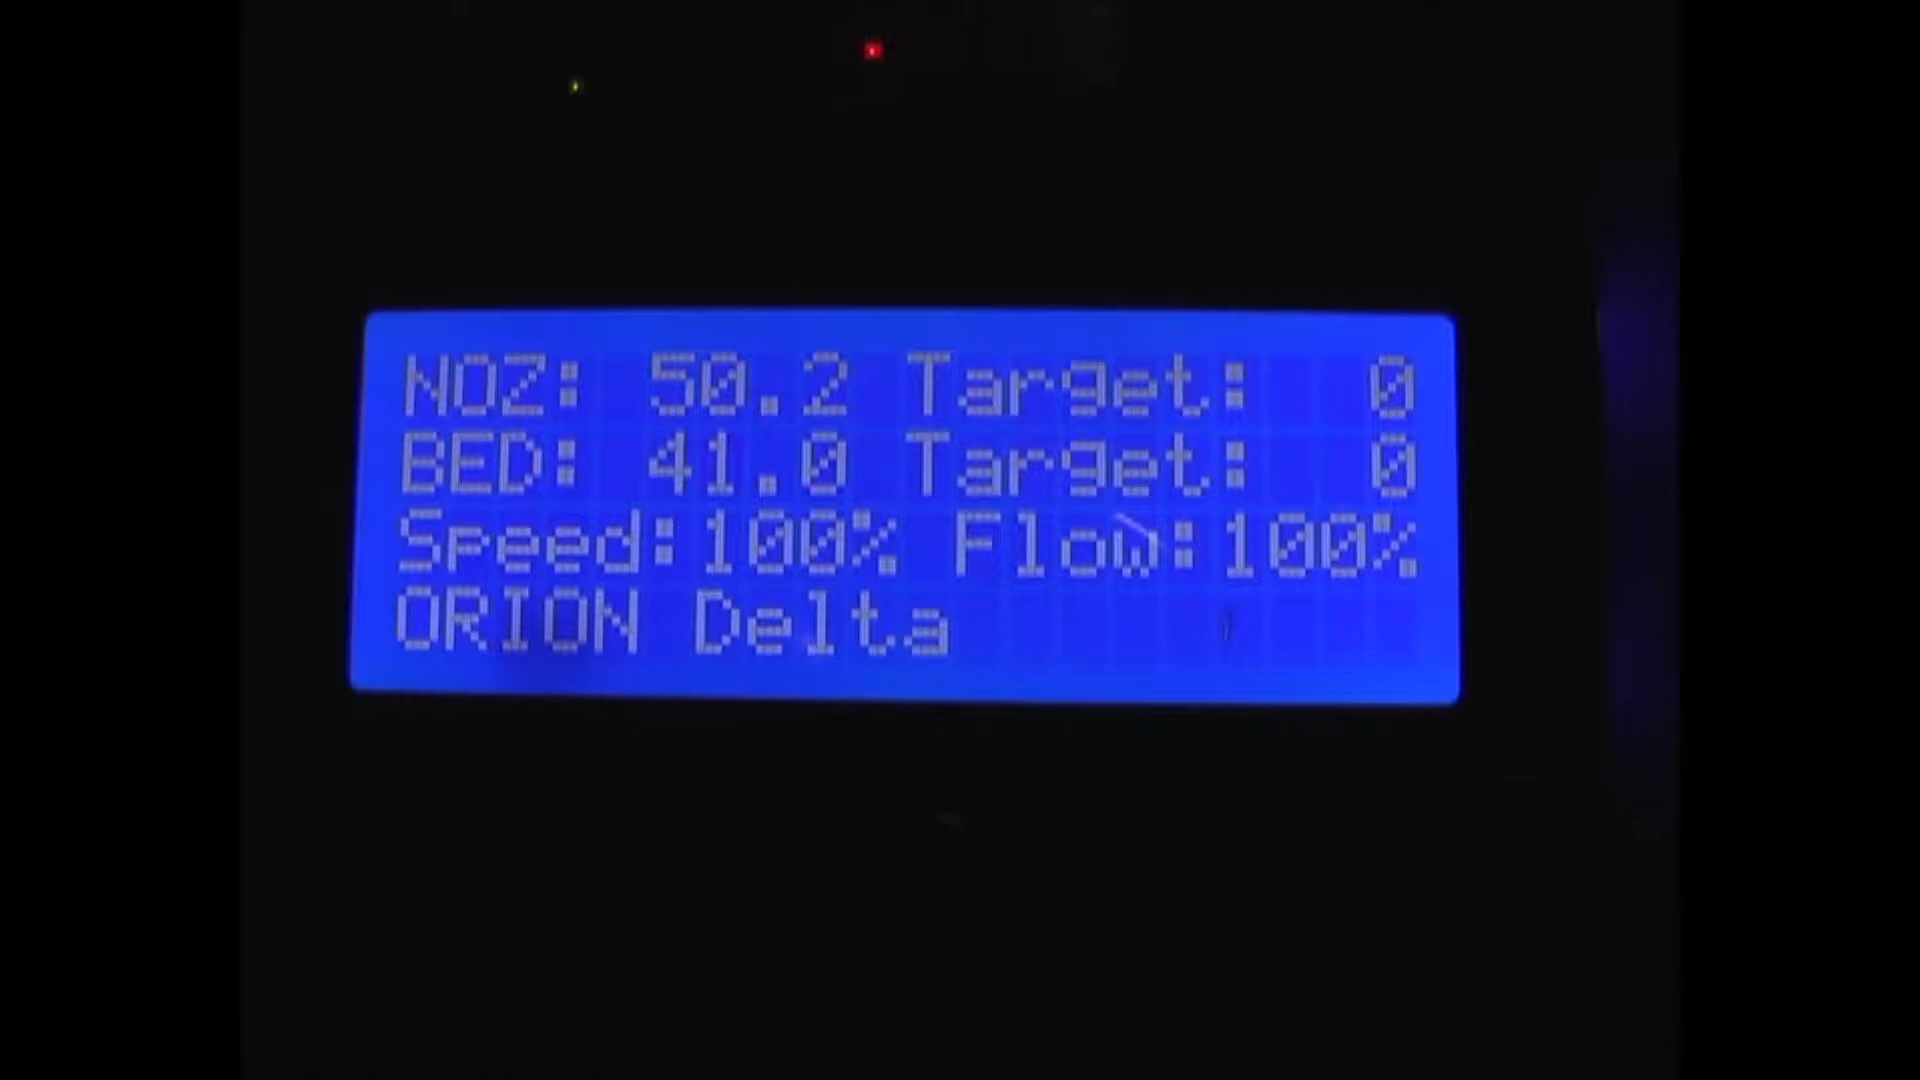 NOZ: 50.2 Target: 0
BED: 41.0 Target: 0
Speed:100% Flow:100%
ORION Delta